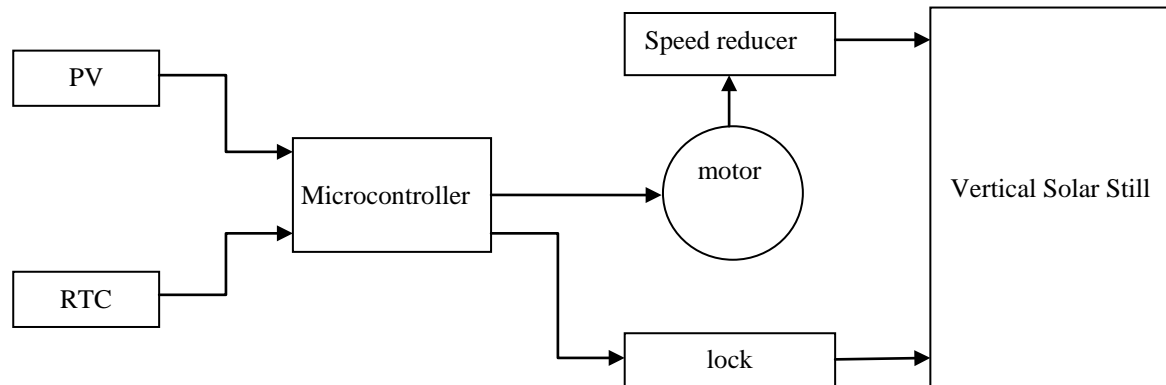 PV
RTC
Microcontroller
motor
Speed reducer
lock
Vertical Solar Still